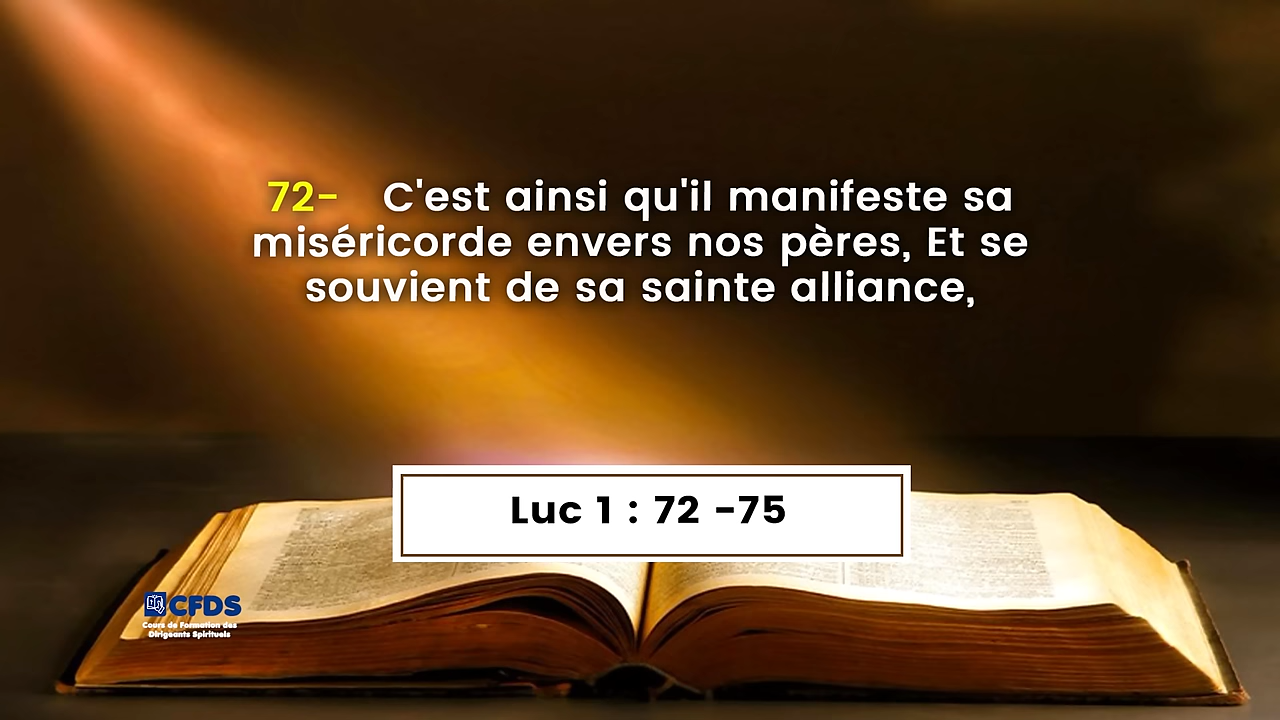 72- C'est ainsi qu'il manifeste sa
miséricorde envers nos pères, Et se
souvient de sa sainte alliance,
Luc 1 : 72 -75
CFDS
Cours de Formation des
Dirigeants Spirituels